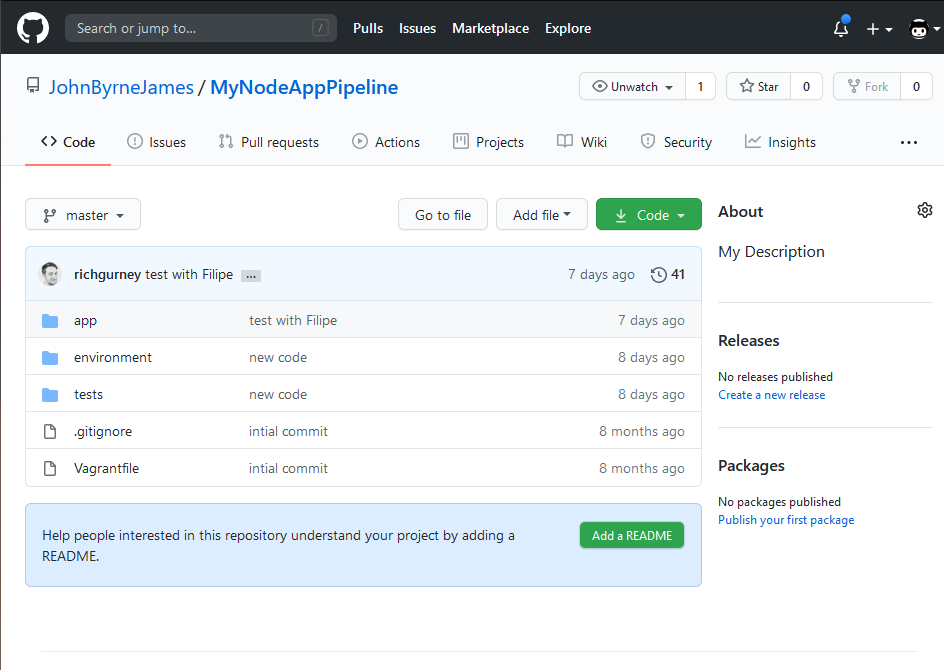 Search or jump to... / Pulls Issues Marketplace Explore
JohnByrneJames / MyNodeAppPipeline Unwatch 1 Star 0 Fork 0
Code Issues Pull requests Actions Projects Wiki Security Insights ...
master Go to file Add file Code About
My Description
richgurney test with Filipe ... 7 days ago 41
app test with Filipe 7 days ago
Releases
environment new code 8 days ago
No releases published
tests new code 8 days ago
Create a new release
.gitignore intial commit 8 months ago
Vagrantfile intial commit 8 months ago
Packages
No packages published
Publish your first package
Help people interested in this repository understand your project by adding a
README.
Add a README